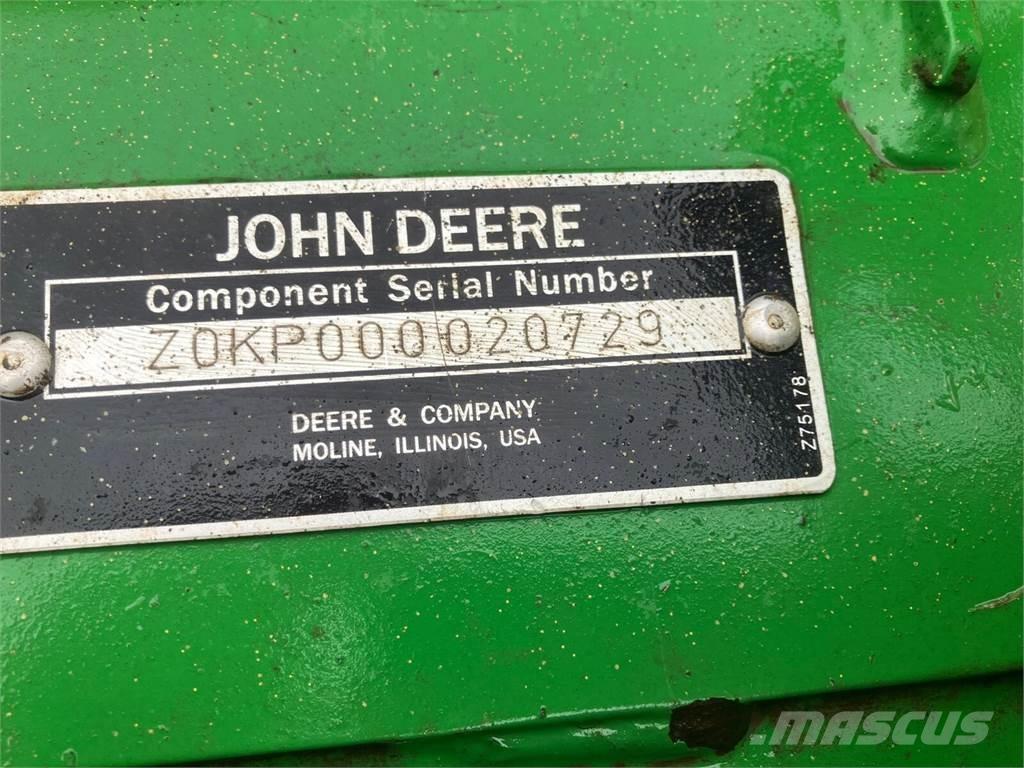 JOHN DEERE
Component Serial Number
Z0KP000020729
DEERE & COMPANY
MOLINE, ILLINOIS, USA
Z75178
MASCUS